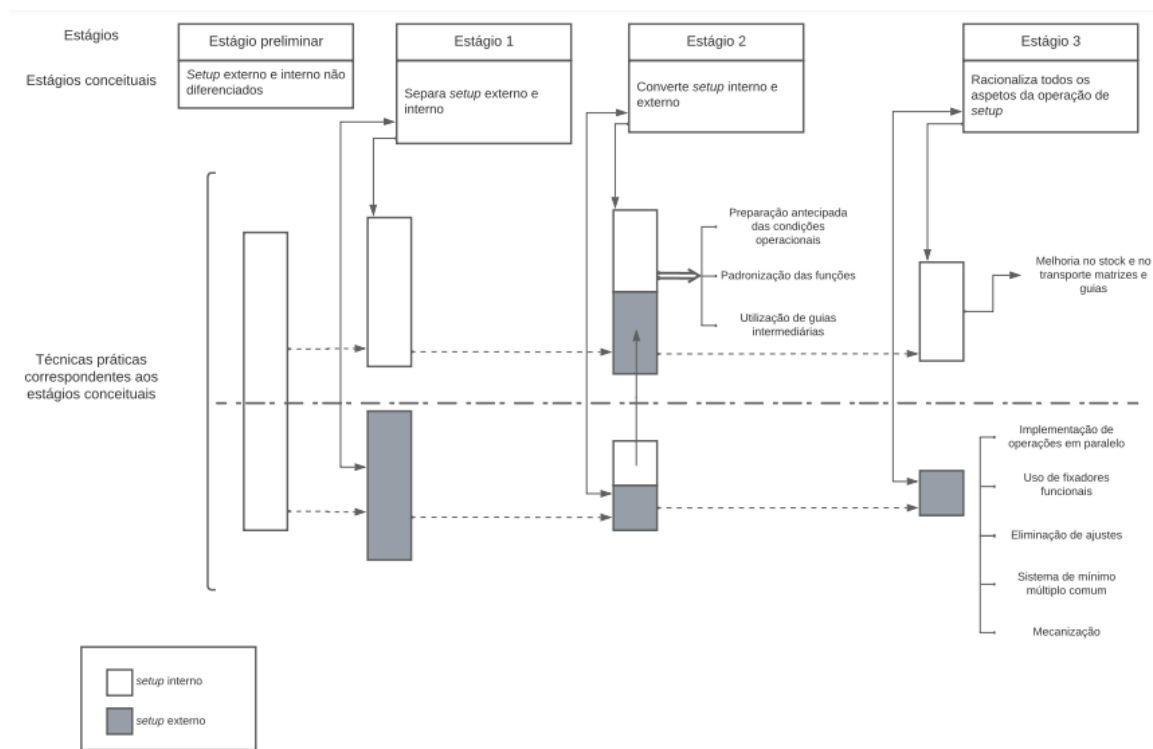 Estágios
Estágio preliminar
Estágio 1
Estágio 2
Estágio 3
Estágios conceituais
Setup externo e interno não
diferenciados
Separa setup externo e
interno
Converte setup interno e
externo
Racionaliza todos os
aspetos da operação de
setup
Técnicas práticas
correspondentes aos
estágios conceituais
Preparação antecipada
das condições
operacionais
Padronização das funções
Utilização de guias
intermediárias
Melhoria no stock e no
transporte matrizes e
guias
Implementação de
operações em paralelo
Uso de fixadores
funcionais
Eliminação de ajustes
Sistema de mínimo
múltiplo comum
Mecanização
setup interno
setup externo